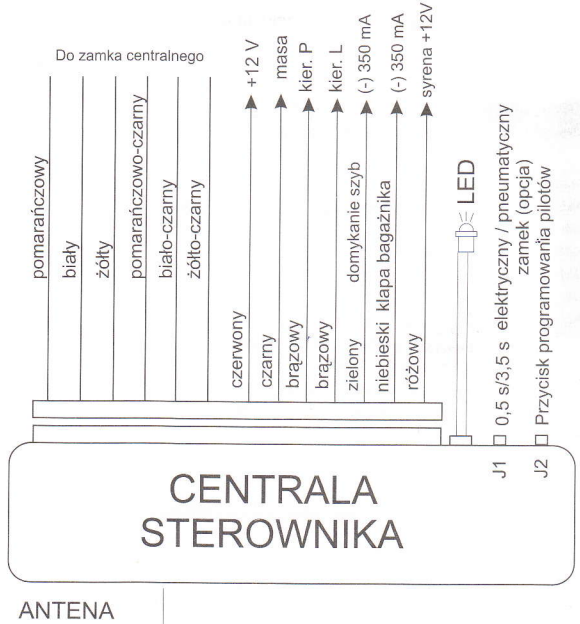 Do zamka centralnego
+12 V
masa
kier. P
kier. L
(-) 350 mA
(-) 350 mA
syrena +12V
pomarańczowy
biały
żółty
pomarańczowo-czarny
biało-czarny
żółto-czarny
czerwony
czarny
brązowy
brązowy
zielony domykanie szyb
niebieski klapa bagażnika
różowy
LED
J1 0,5 s/3,5 s elektryczny / pneumatyczny
zamek (opcja)
J2 Przycisk programowania pilotów
CENTRALA
STEROWNIKA
ANTENA